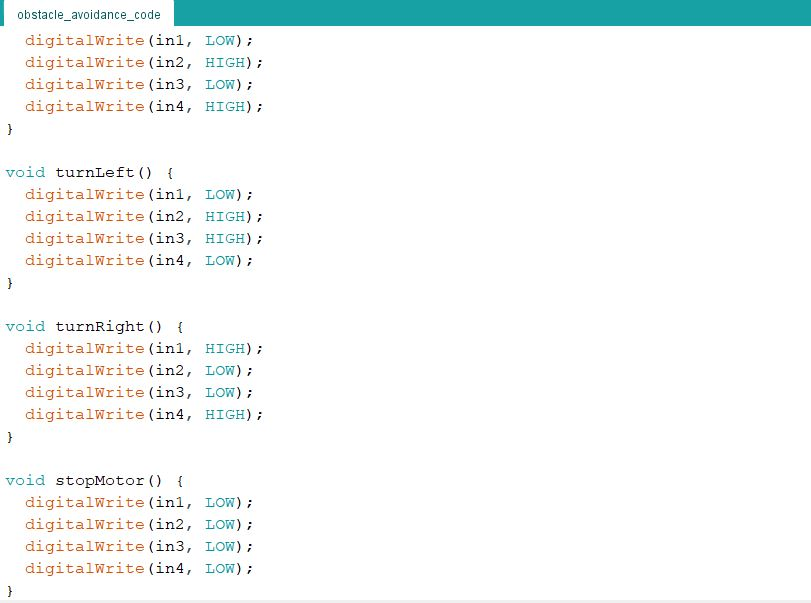 obstacle_avoidance_code
digitalWrite(in1, LOW);
digitalWrite(in2, HIGH);
digitalWrite(in3, LOW);
digitalWrite(in4, HIGH);
}
void turnLeft() {
digitalWrite(in1, LOW);
digitalWrite(in2, HIGH);
digitalWrite(in3, HIGH);
digitalWrite(in4, LOW);
}
void turnRight() {
digitalWrite(in1, HIGH);
digitalWrite(in2, LOW);
digitalWrite(in3, LOW);
digitalWrite(in4, HIGH);
}
void stopMotor() {
digitalWrite(in1, LOW);
digitalWrite(in2, LOW);
digitalWrite(in3, LOW);
digitalWrite(in4, LOW);
}